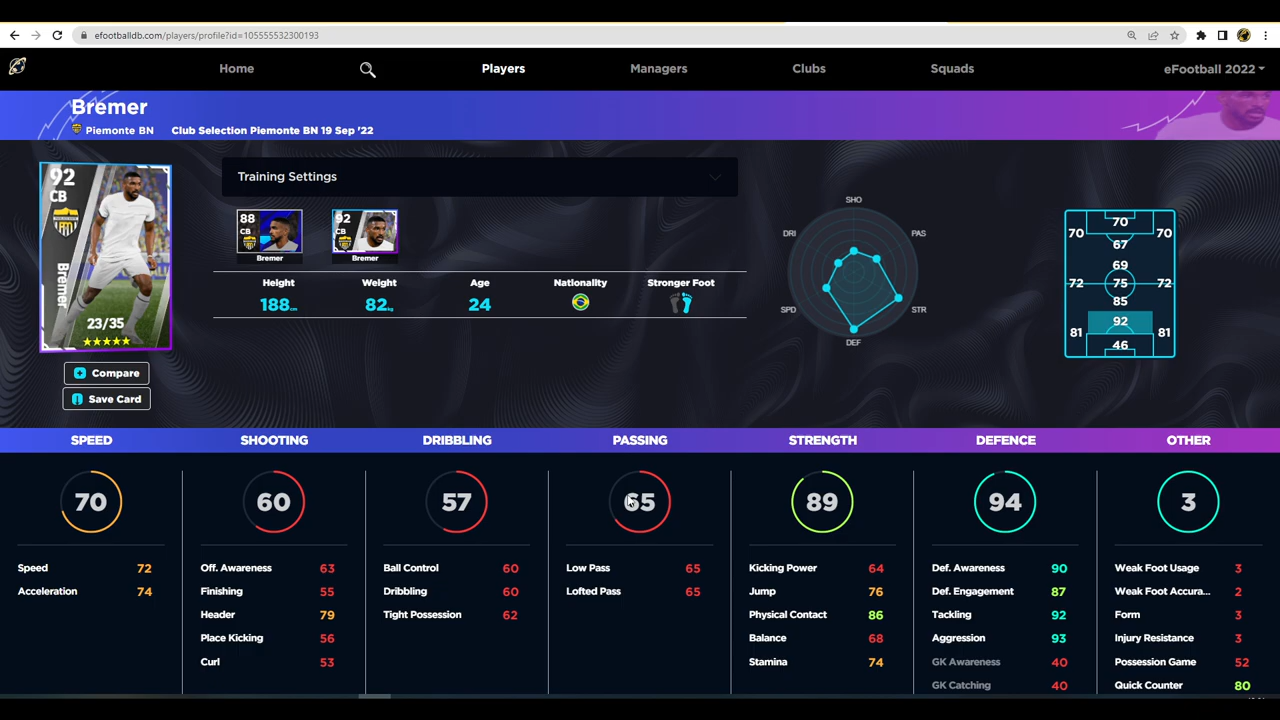 efootballdb.com/players/profile?id=105555532300193
Home
Players
Managers
Clubs
Squads
eFootball 2022
Bremer
Piemonte BN
Club Selection Piemonte BN 19 Sep '22
92
CB
Bremer
23/35
★★★★★
Compare
Save Card
Training Settings
88
CB
Bremer
92
CB
Bremer
Height
Weight
Age
Nationality
Stronger Foot
188cm
82kg
24
SHO
DRI
PAS
SPD
STR
DEF
70
70
70
67
69
72
75
72
85
92
81
81
46
SPEED
SHOOTING
DRIBBLING
PASSING
STRENGTH
DEFENCE
OTHER
70
60
57
65
89
94
3
Speed 72
Acceleration 74
Off. Awareness 63
Finishing 55
Header 79
Place Kicking 56
Curl 53
Ball Control 60
Dribbling 60
Tight Possession 62
Low Pass 65
Lofted Pass 65
Kicking Power 64
Jump 76
Physical Contact 86
Balance 68
Stamina 74
Def. Awareness 90
Def. Engagement 87
Tackling 92
Aggression 93
GK Awareness 40
GK Catching 40
Weak Foot Usage 3
Weak Foot Accura... 2
Form 3
Injury Resistance 3
Possession Game 52
Quick Counter 80